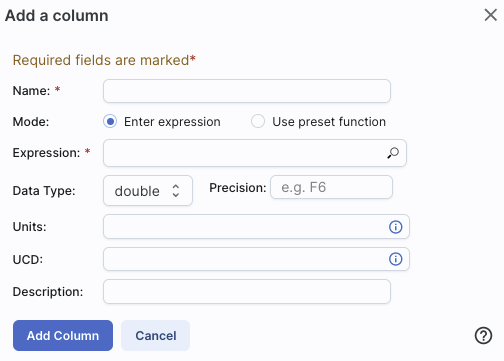 Add a column
Required fields are marked*
Name: *
Mode: Enter expression Use preset function
Expression: *
Data Type: double Precision: e.g. F6
Units:
UCD:
Description:
Add Column Cancel